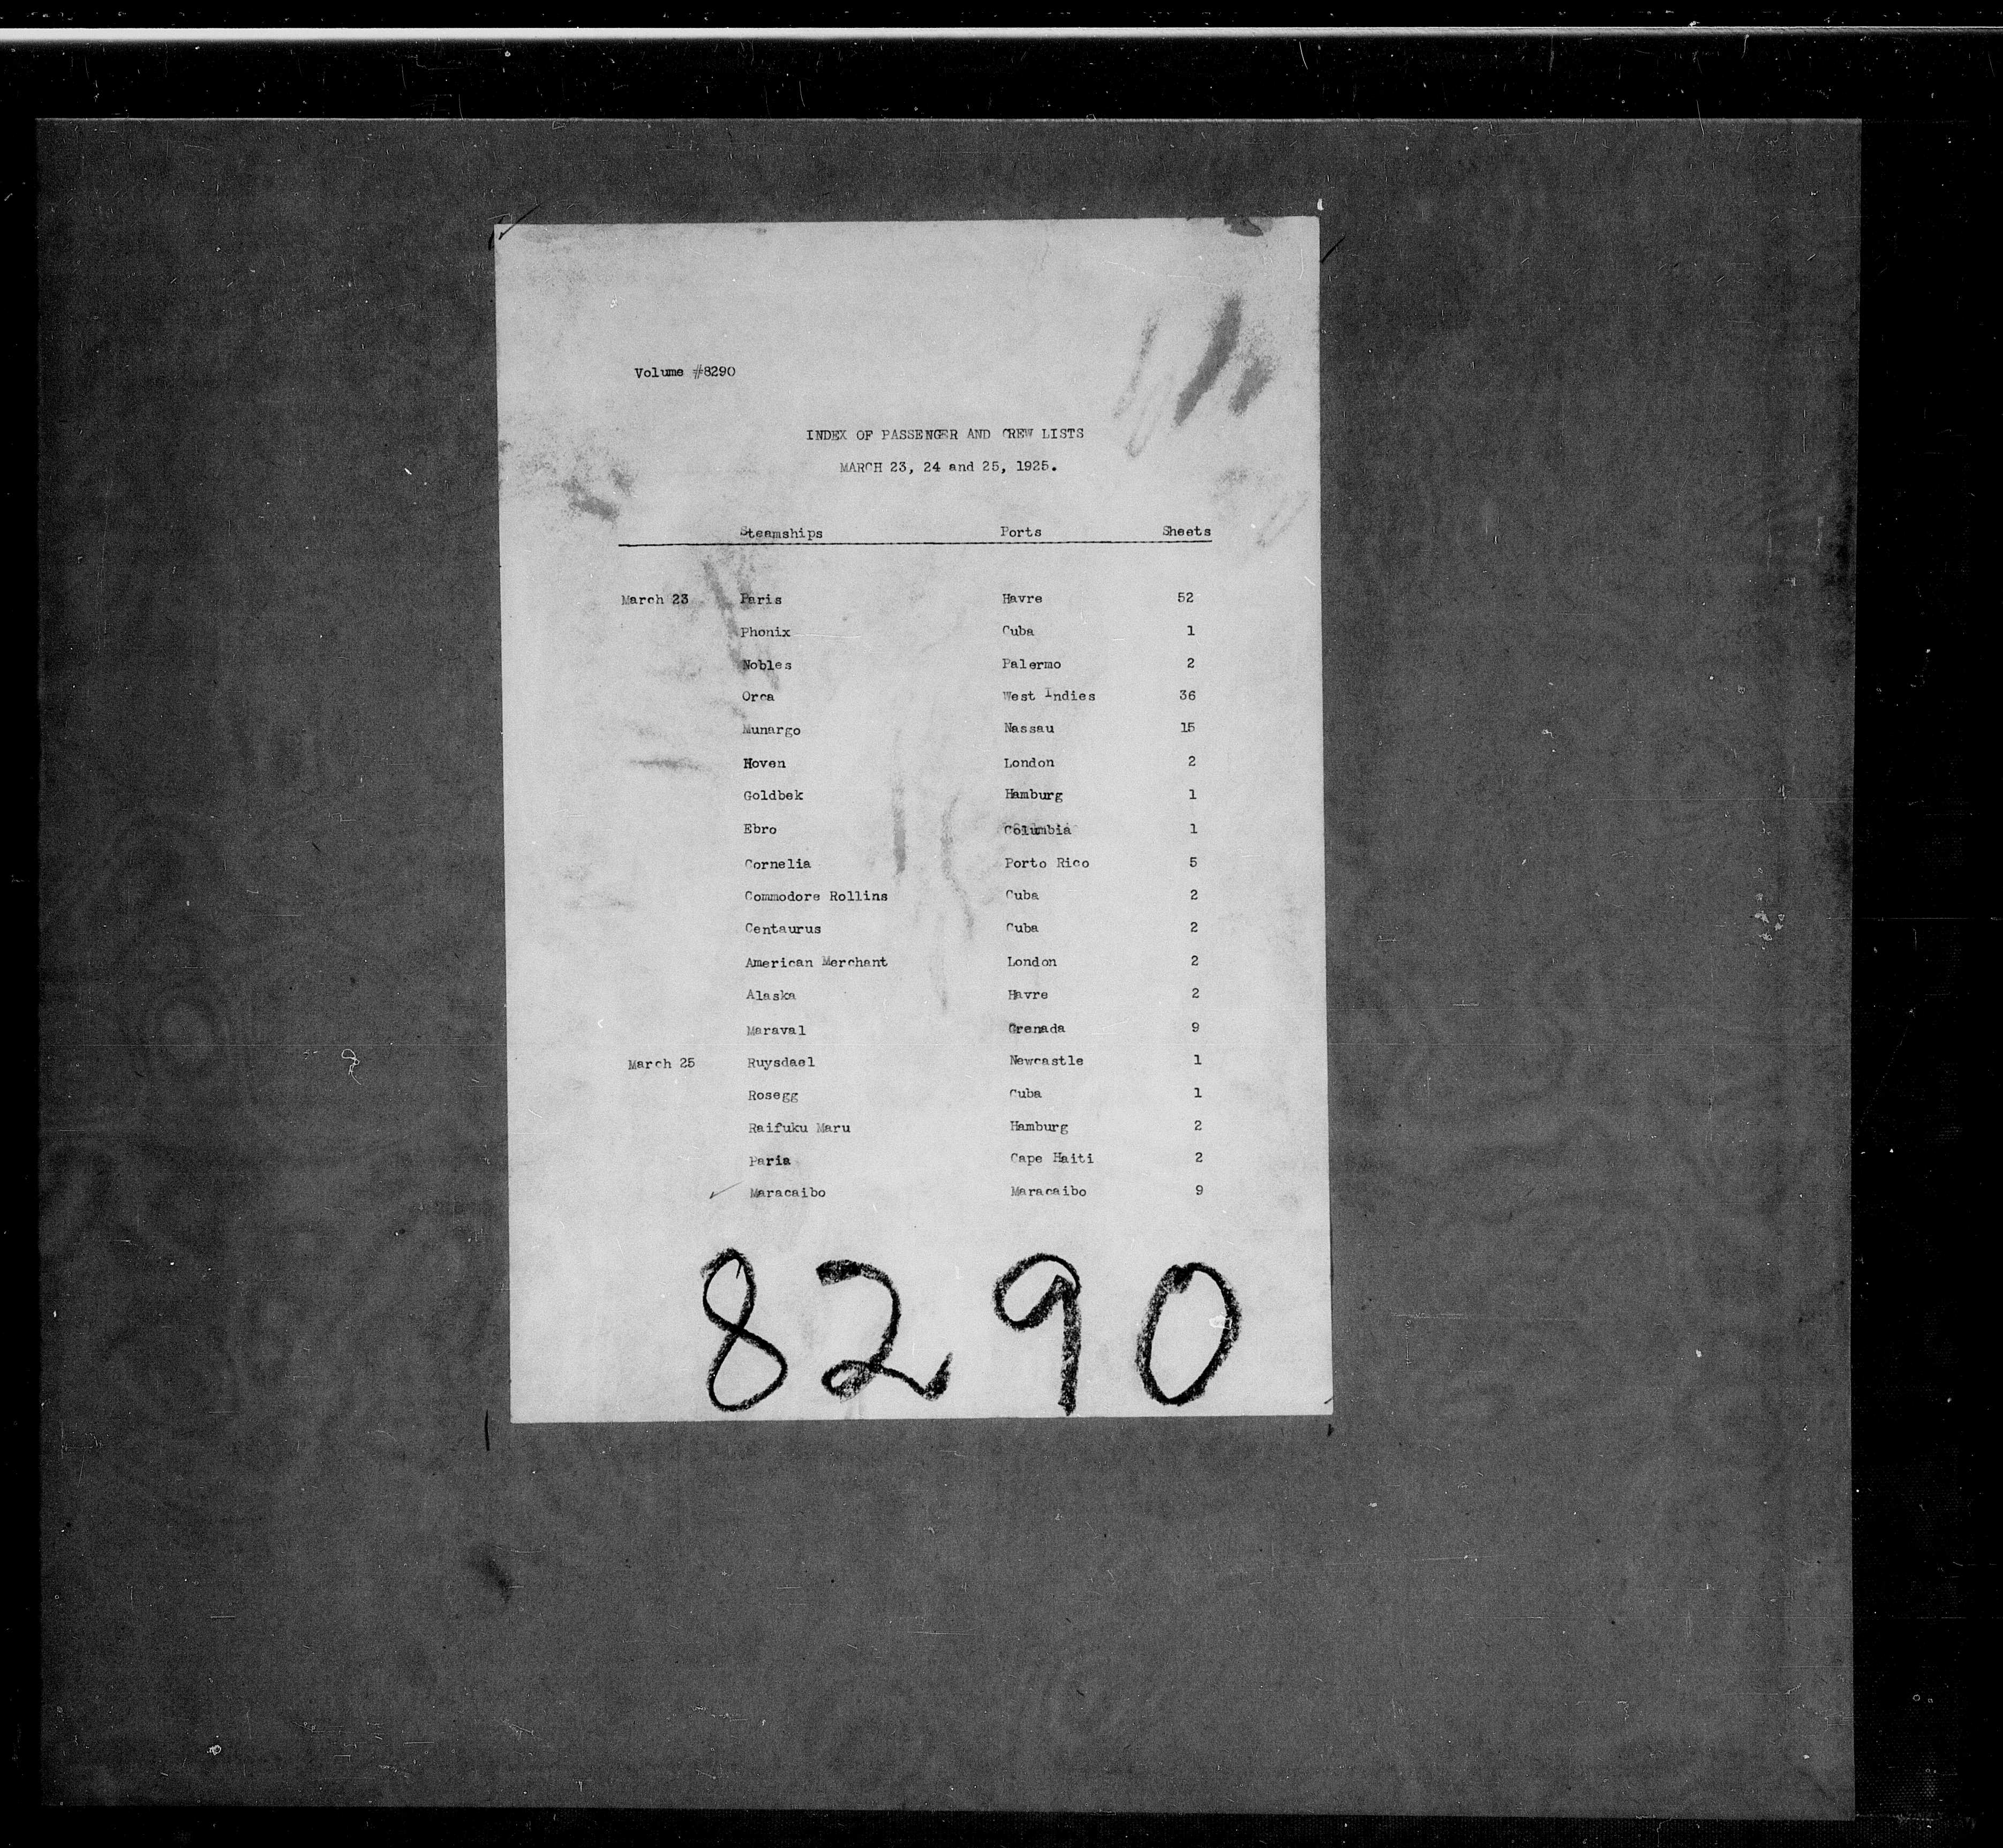 Volume #8290
INDEX OF PASSENGER AND CREW LISTS
MARCH 23, 24 and 25, 1925.
Steamships Ports Sheets
March 23 Paris Havre 52
Phonix Cuba 1
Nobles Palermo 2
Orca West Indies 36
Munargo Nassau 15
Hoven London 2
Goldbek Hamburg 1
Ebro Columbia 1
Cornelia Porto Rico 5
Commodore Rollins Cuba 2
Centaurus Cuba 2
American Merchant London 2
Alaska Havre 2
Maraval Grenada 9
March 25 Ruysdael Newcastle 1
Rosegg Cuba 1
Raifuku Maru Hamburg 2
Paria Cape Haiti 2
Maracaibo Maracaibo 9
8290